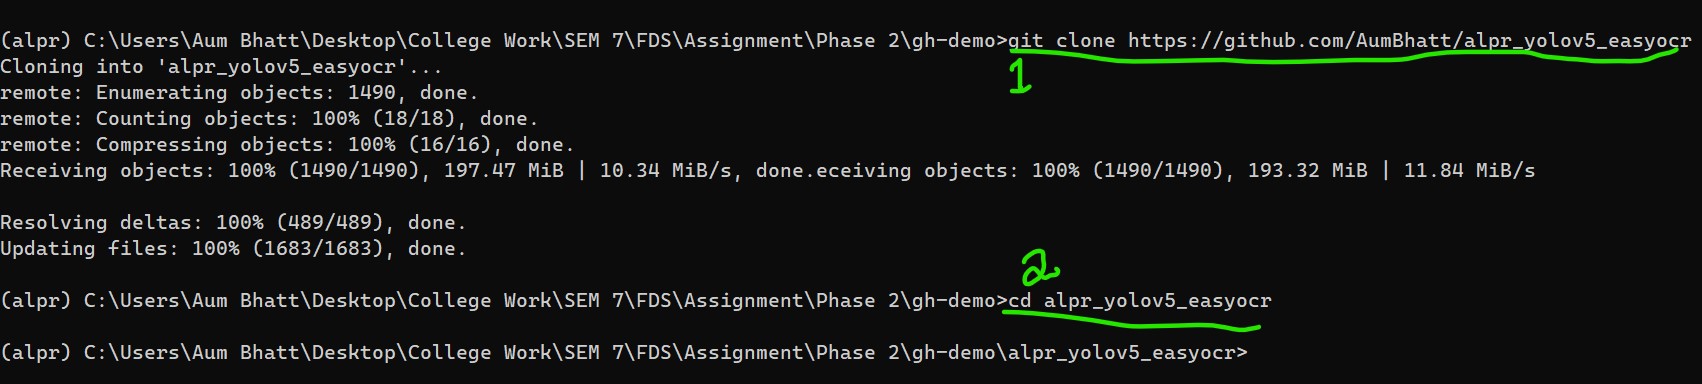 (alpr) C:\Users\Aum Bhatt\Desktop\College Work\SEM 7\FDS\Assignment\Phase 2\gh-demo>git clone https://github.com/AumBhatt/alpr_yolov5_easyocr
Cloning into 'alpr_yolov5_easyocr'...
1
remote: Enumerating objects: 1490, done.
remote: Counting objects: 100% (18/18), done.
remote: Compressing objects: 100% (16/16), done.
Receiving objects: 100% (1490/1490), 197.47 MiB | 10.34 MiB/s, done.eceiving objects: 100% (1490/1490), 193.32 MiB | 11.84 MiB/s
Resolving deltas: 100% (489/489), done.
Updating files: 100% (1683/1683), done.
2
(alpr) C:\Users\Aum Bhatt\Desktop\College Work\SEM 7\FDS\Assignment\Phase 2\gh-demo>cd alpr_yolov5_easyocr
(alpr) C:\Users\Aum Bhatt\Desktop\College Work\SEM 7\FDS\Assignment\Phase 2\gh-demo\alpr_yolov5_easyocr>